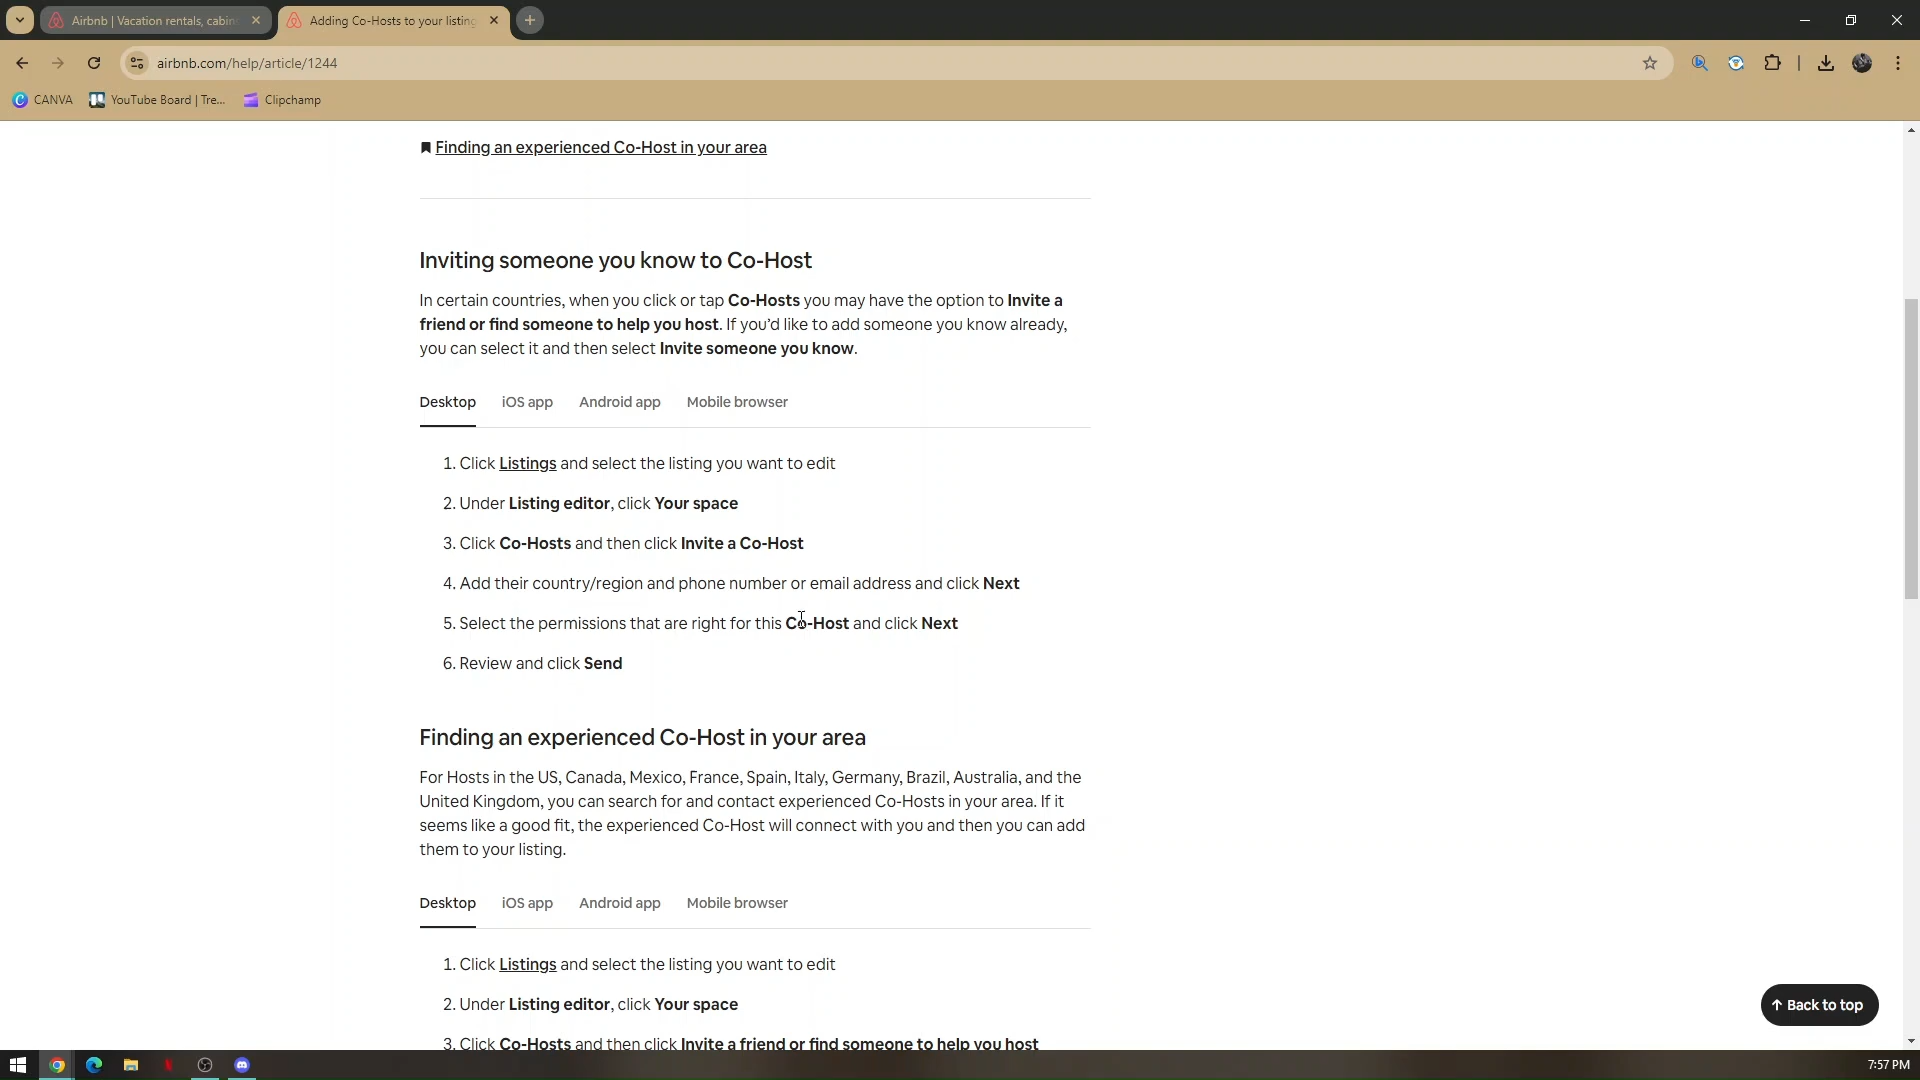 Airbnb | Vacation rentals, cabin
Adding Co-Hosts to your listing
airbnb.com/help/article/1244
CANVA
YouTube Board | Tre...
Clipchamp
Finding an experienced Co-Host in your area
Inviting someone you know to Co-Host
In certain countries, when you click or tap Co-Hosts you may have the option to Invite a
friend or find someone to help you host. If you’d like to add someone you know already,
you can select it and then select Invite someone you know.
Desktop iOS app Android app Mobile browser
1. Click Listings and select the listing you want to edit
2. Under Listing editor, click Your space
3. Click Co-Hosts and then click Invite a Co-Host
4. Add their country/region and phone number or email address and click Next
5. Select the permissions that are right for this Co-Host and click Next
6. Review and click Send
Finding an experienced Co-Host in your area
For Hosts in the US, Canada, Mexico, France, Spain, Italy, Germany, Brazil, Australia, and the
United Kingdom, you can search for and contact experienced Co-Hosts in your area. If it
seems like a good fit, the experienced Co-Host will connect with you and then you can add
them to your listing.
Desktop iOS app Android app Mobile browser
1. Click Listings and select the listing you want to edit
2. Under Listing editor, click Your space
3. Click Co-Hosts and then click Invite a friend or find someone to help you host
Back to top
7:57 PM